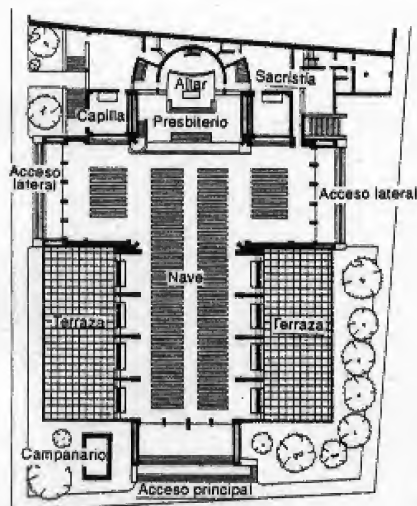 Altar
Sacristía
Capilla
Presbiterio
Acceso lateral
Acceso lateral
Nave
Terraza
Terraza
Campanario
Acceso principal